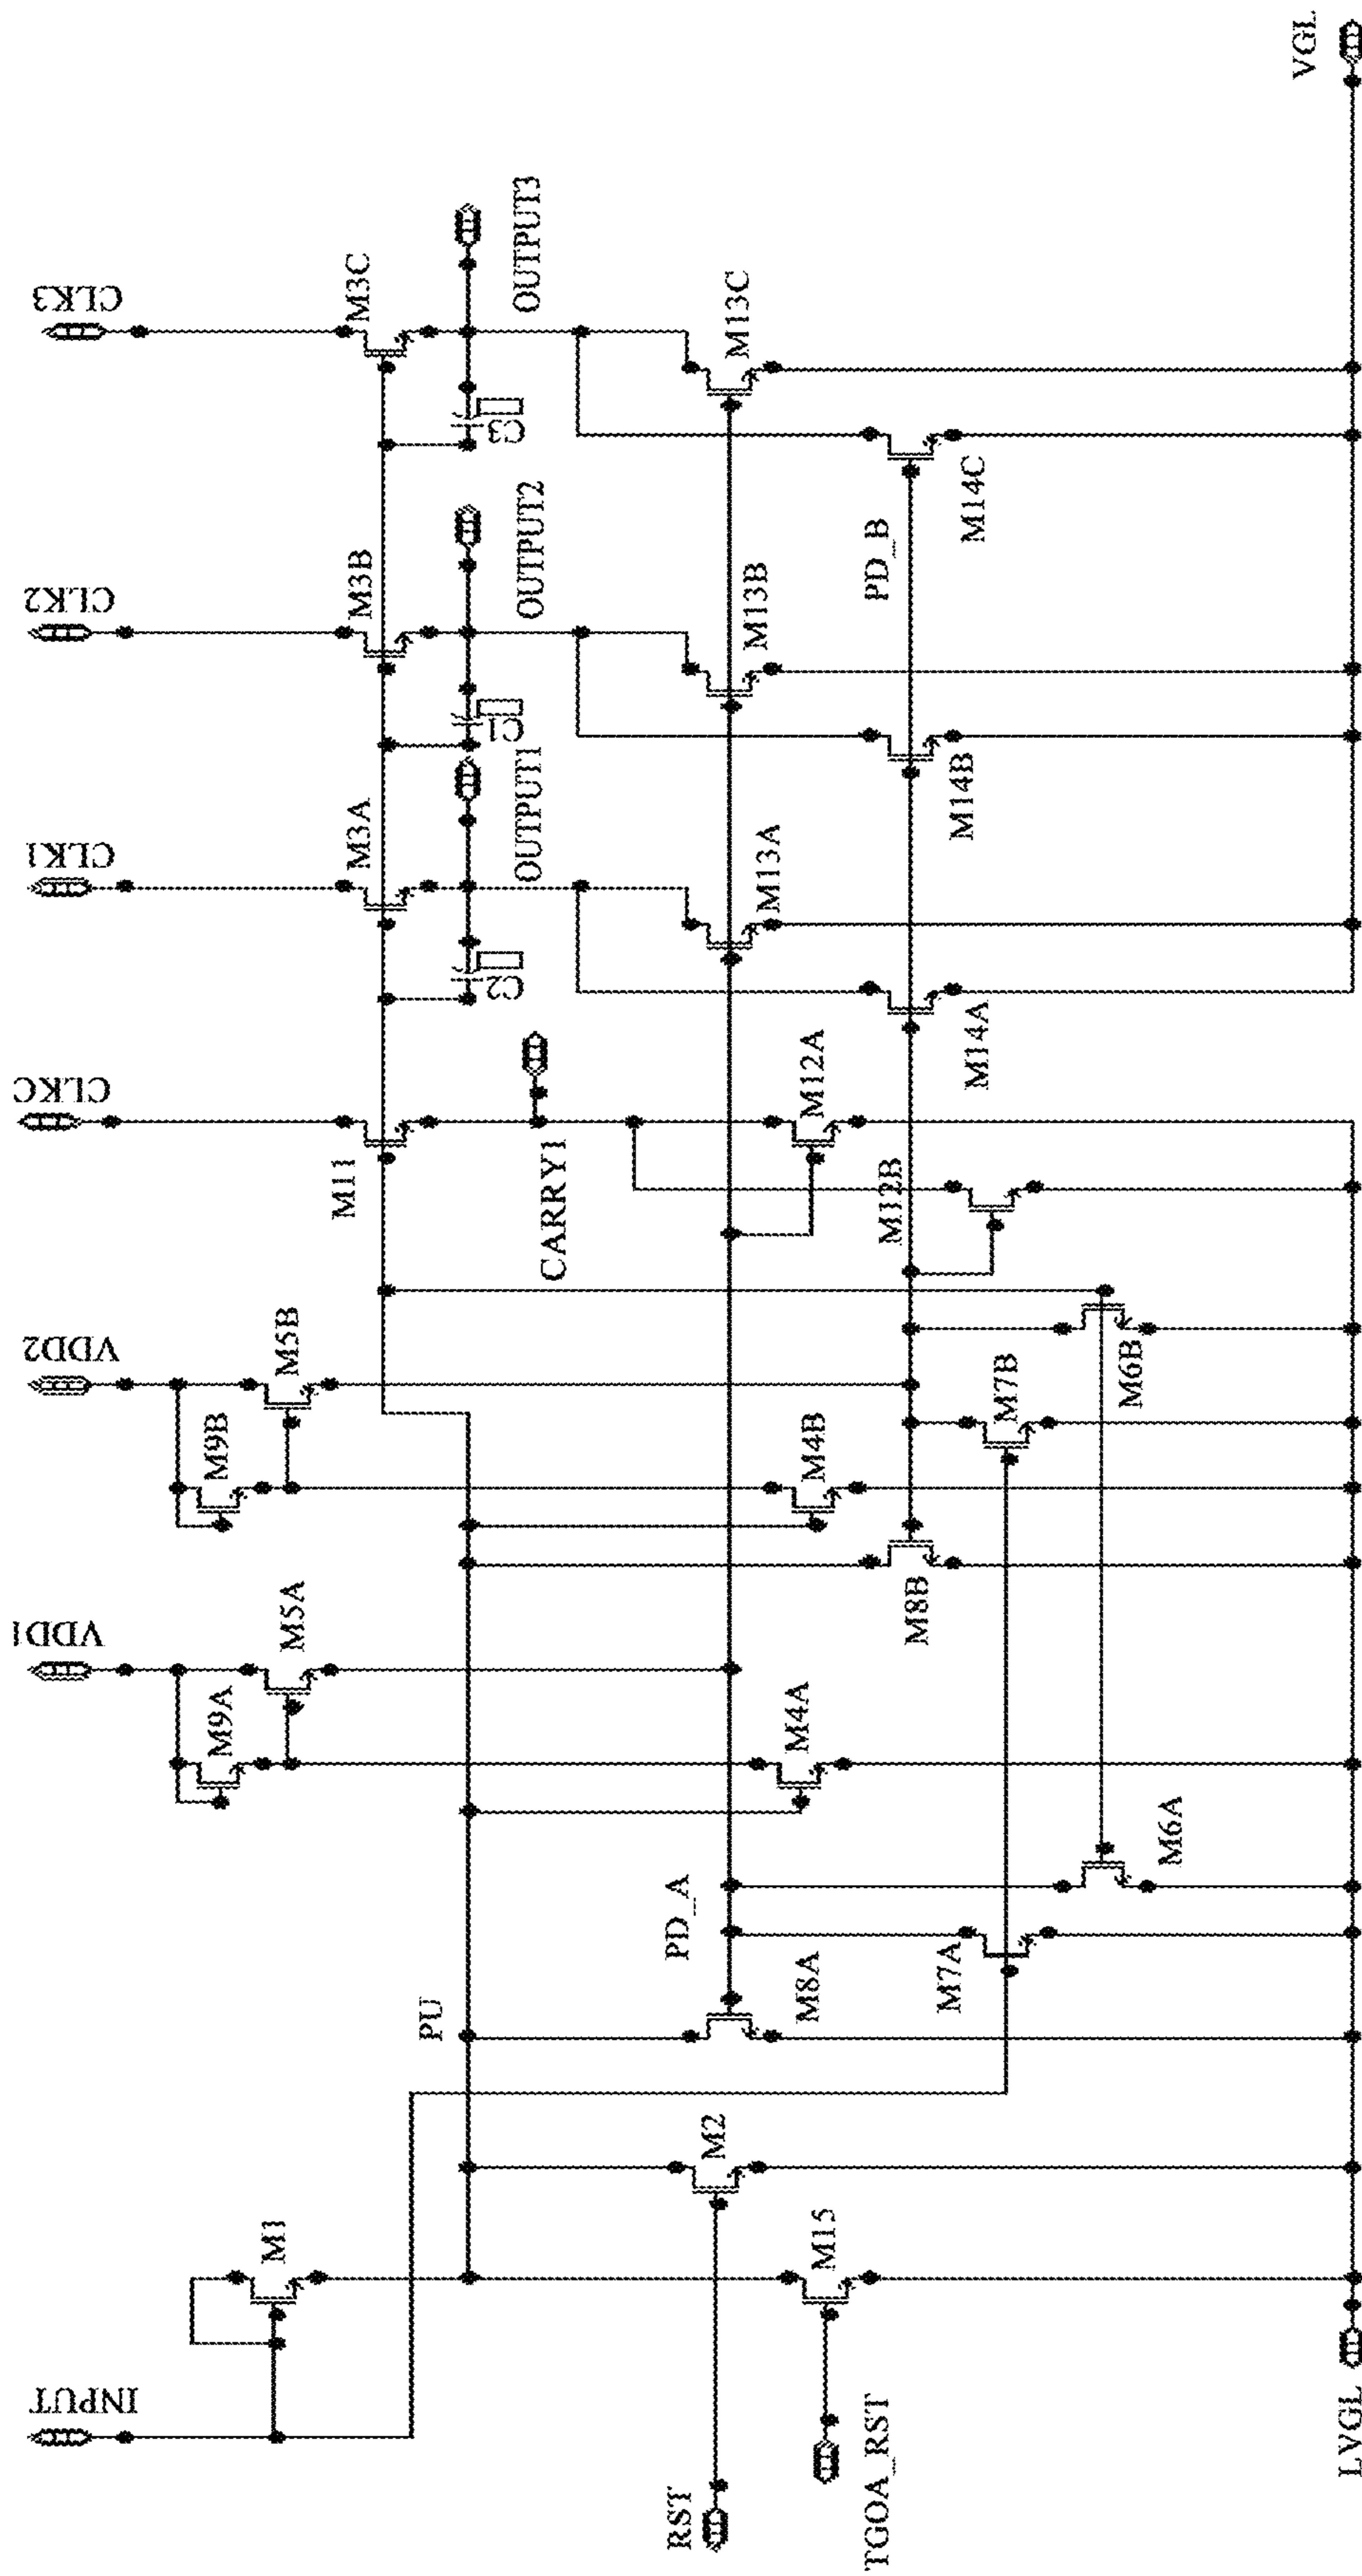 INPUT
VDD1
VDD2
CLKC
CLK1
CLK2
CLK3
M1
M9A
M5A
M9B
M5B
M11
M3A
M3B
M3C
PU
C2
C1
C3
CARRY1
OUTPUT1
OUTPUT2
OUTPUT3
RST
M2
PD_A
M13A
M13B
M13C
TGOA_RST
M15
M8A
M4A
M4B
M12A
M8B
M12B
PD_B
M7A
M7B
M14A
M14B
M14C
M6A
M6B
LVGL
VGL